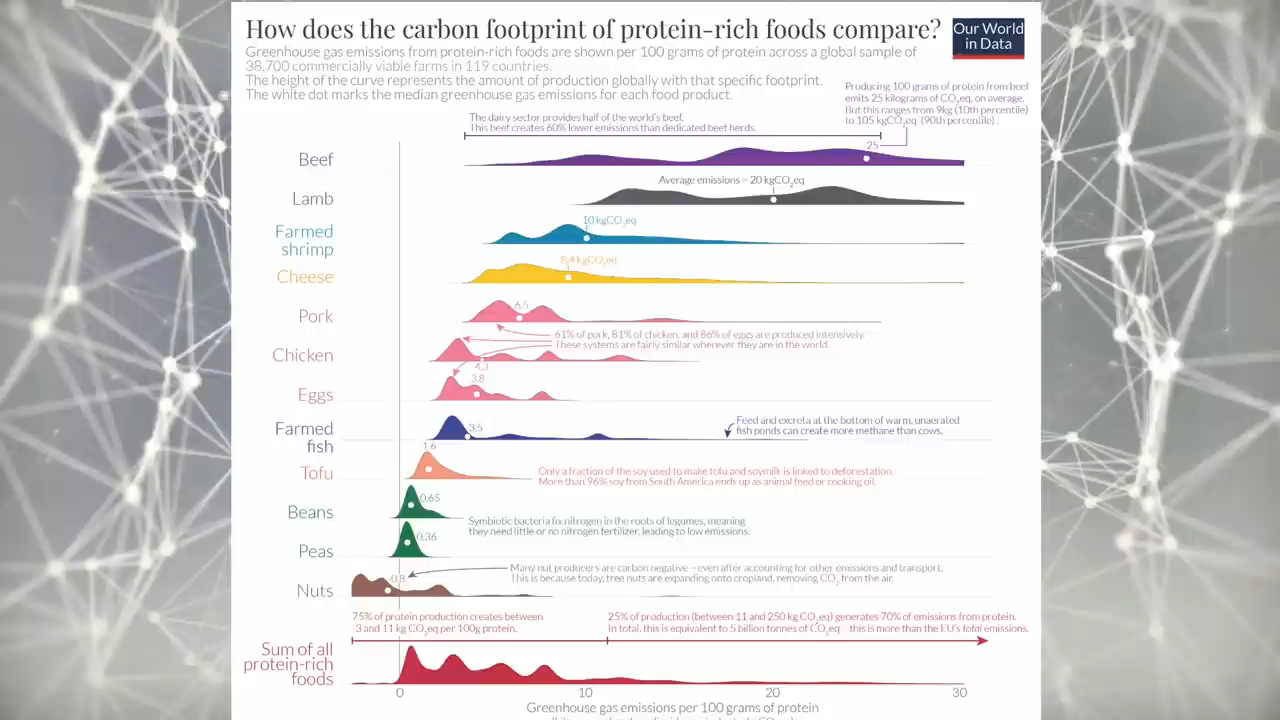 How does the carbon footprint of protein-rich foods compare?
Our World
in Data
Greenhouse gas emissions from protein-rich foods are shown per 100 grams of protein across a global sample of
38,700 commercially viable farms in 119 countries.
The height of the curve represents the amount of production globally with that specific footprint.
The white dot marks the median greenhouse gas emissions for each food product.
Producing 100 grams of protein from beef
emits 25 kilograms of CO₂eq, on average.
But this ranges from 9kg (10th percentile)
to 105 kgCO₂eq (90th percentile).
The dairy sector provides half of the world's beef.
This beef creates 60% lower emissions than dedicated beef herds.
25
Beef
Average emissions = 20 kgCO₂eq
Lamb
10 kgCO₂eq
Farmed
shrimp
8.4 kgCO₂eq
Cheese
6.5
Pork
61% of pork, 81% of chicken, and 86% of eggs are produced intensively.
These systems are fairly similar wherever they are in the world.
Chicken
4.3
3.8
Eggs
Farmed
fish
3.5
Feed and excreta at the bottom of warm, unaerated
fish ponds can create more methane than cows.
1.6
Tofu
Only a fraction of the soy used to make tofu and soymilk is linked to deforestation.
More than 96% soy from South America ends up as animal feed or cooking oil.
0.65
Beans
Symbiotic bacteria fix nitrogen in the roots of legumes, meaning
they need little or no nitrogen fertilizer, leading to low emissions.
0.36
Peas
Many nut producers are carbon negative – even after accounting for other emissions and transport.
This is because today, tree nuts are expanding onto cropland, removing CO₂ from the air.
0.8
Nuts
75% of protein production creates between
3 and 11 kg CO₂eq per 100g protein.
25% of production (between 11 and 250 kg CO₂eq) generates 70% of emissions from protein.
In total, this is equivalent to 5 billion tonnes of CO₂eq this is more than the EU's total emissions.
Sum of all
protein-rich
foods
0
10
20
30
Greenhouse gas emissions per 100 grams of protein